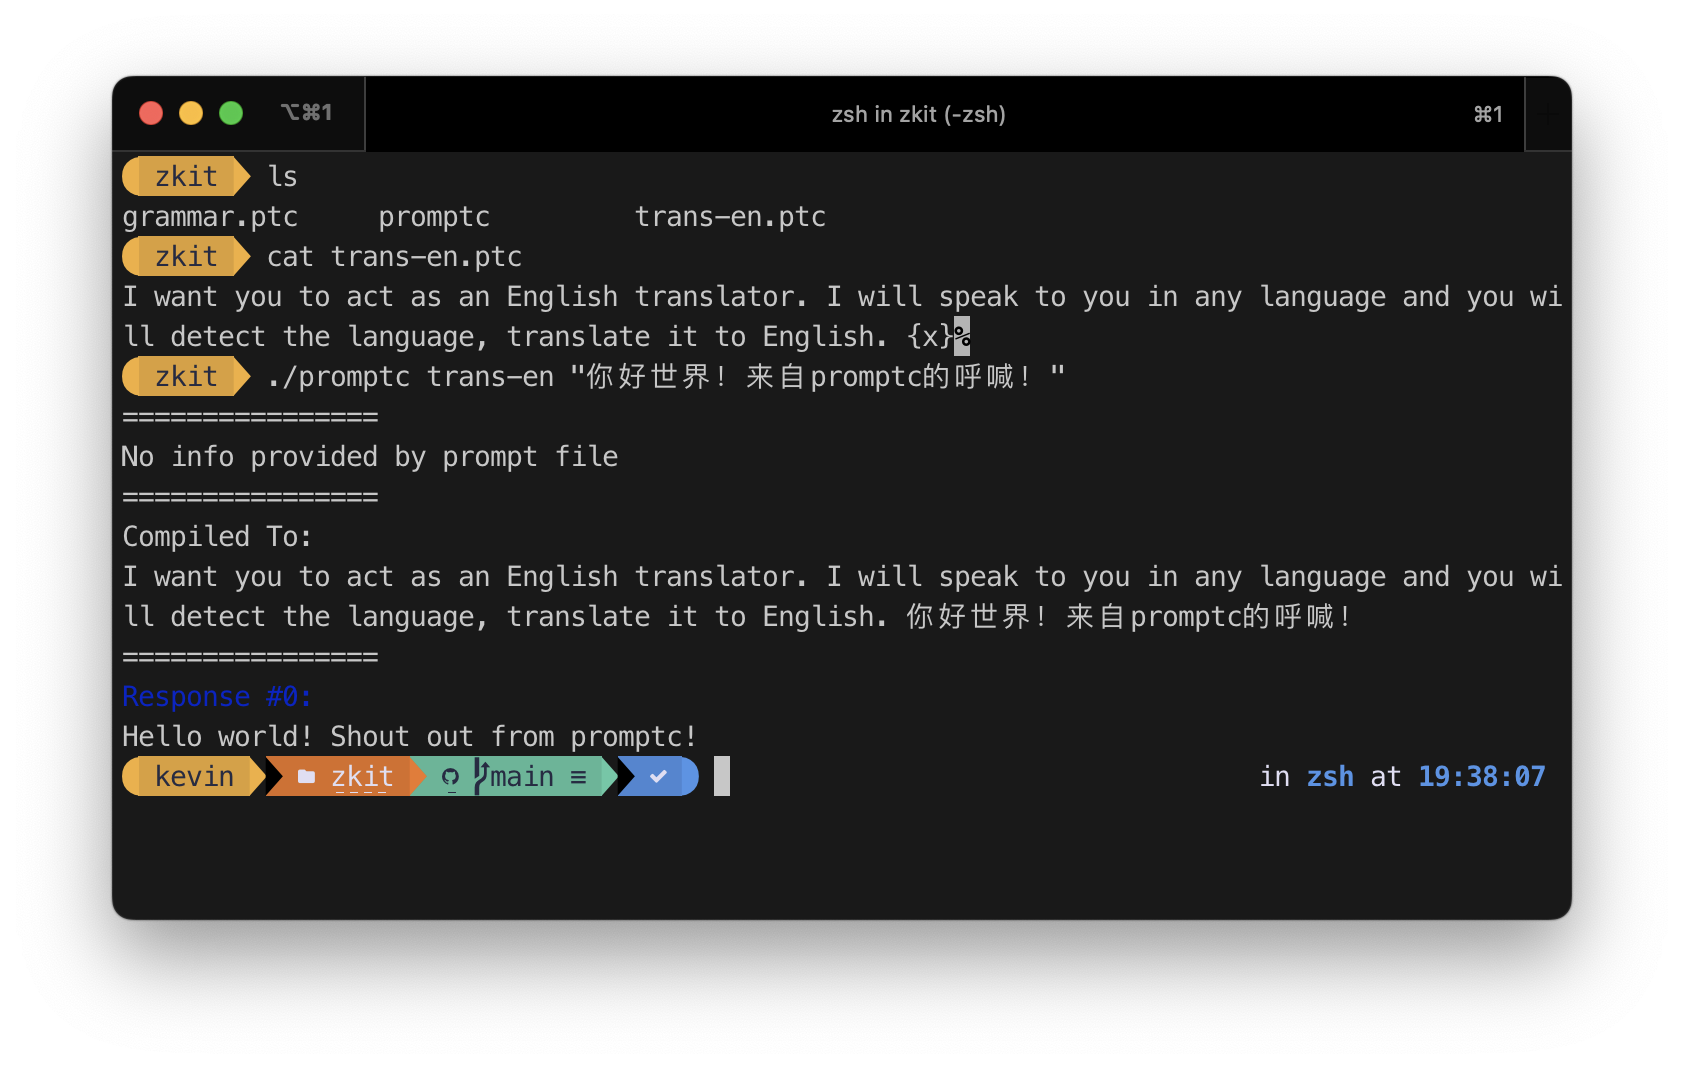 ⌥⌘1 zsh in zkit (-zsh) ⌘1
zkit ls
grammar.ptc promptc trans-en.ptc
zkit cat trans-en.ptc
I want you to act as an English translator. I will speak to you in any language and you wi
ll detect the language, translate it to English. {x}%
zkit ./promptc trans-en "你好世界！来自promptc的呼喊！"
================
No info provided by prompt file
================
Compiled To:
I want you to act as an English translator. I will speak to you in any language and you wi
ll detect the language, translate it to English. 你好世界！来自promptc的呼喊！
================
Response #0:
Hello world! Shout out from promptc!
kevin zkit main ≡ ✔ in zsh at 19:38:07